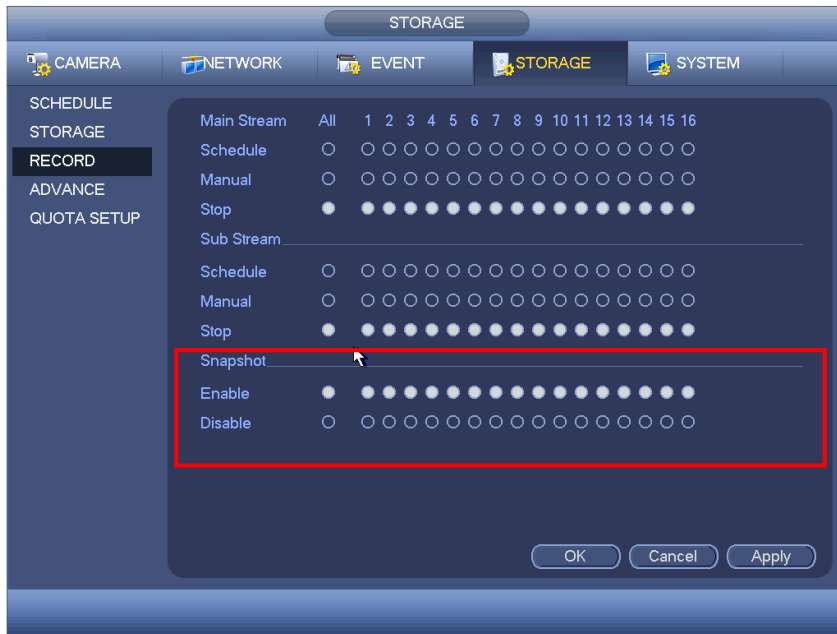 STORAGE
CAMERA NETWORK EVENT STORAGE SYSTEM
SCHEDULE
STORAGE
RECORD
ADVANCE
QUOTA SETUP
Main Stream All 1 2 3 4 5 6 7 8 9 10 11 12 13 14 15 16
Schedule
Manual
Stop
Sub Stream
Schedule
Manual
Stop
Snapshot
Enable
Disable
OK Cancel Apply